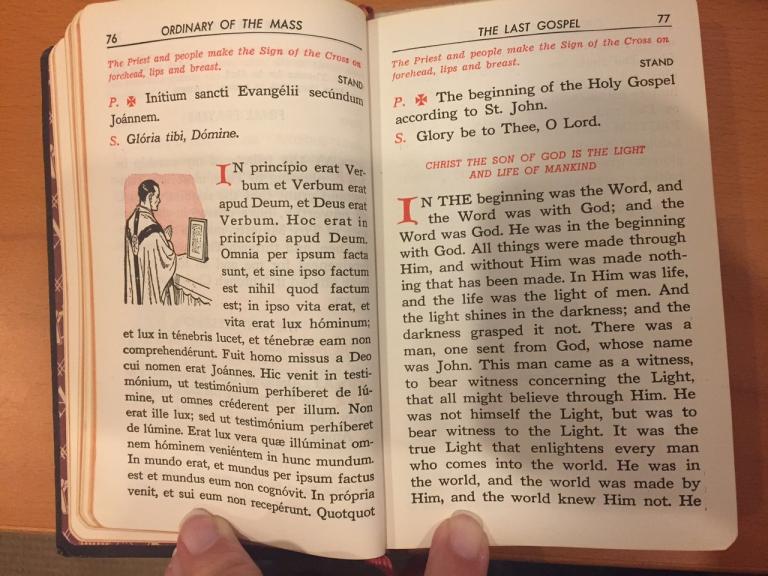 76 ORDINARY OF THE MASS
The Priest and people make the Sign of the Cross on
forehead, lips and breast.
STAND
P. ✠ Inítium sancti Evangélii secúndum
Joánnem.
S. Glória tibi, Dómine.
IN princípio erat Ver-
bum et Verbum erat
apud Deum, et Deus erat
Verbum. Hoc erat in
princípio apud Deum.
Omnia per ipsum facta
sunt, et sine ipso factum
est nihil quod factum
est; in ipso vita erat, et
vita erat lux hóminum;
et lux in ténebris lucet, et ténebræ eam non
comprehendérunt. Fuit homo missus a Deo
cui nomen erat Joánnes. Hic venit in testi-
mónium, ut testimónium perhíberet de lú-
mine, ut omnes créderent per illum. Non
erat ille lux; sed ut testimónium perhíberet
de lúmine. Erat lux vera quæ illúminat om-
nem hóminem veniéntem in hunc mundum.
In mundo erat, et mundus per ipsum factus
est et mundus eum non cognóvit. In própria
venit, et sui eum non recepérunt. Quotquot
THE LAST GOSPEL 77
The Priest and people make the Sign of the Cross on
forehead, lips and breast.
STAND
P. ✠ The beginning of the Holy Gospel
according to St. John.
S. Glory be to Thee, O Lord.
CHRIST THE SON OF GOD IS THE LIGHT
AND LIFE OF MANKIND
IN THE beginning was the Word, and
the Word was with God; and the
Word was God. He was in the beginning
with God. All things were made through
Him, and without Him was made noth-
ing that has been made. In Him was life,
and the life was the light of men. And
the light shines in the darkness; and the
darkness grasped it not. There was a
man, one sent from God, whose name
was John. This man came as a witness,
to bear witness concerning the Light,
that all might believe through Him. He
was not himself the Light, but was to
bear witness to the Light. It was the
true Light that enlightens every man
who comes into the world. He was in
the world, and the world was made by
Him, and the world knew Him not. He